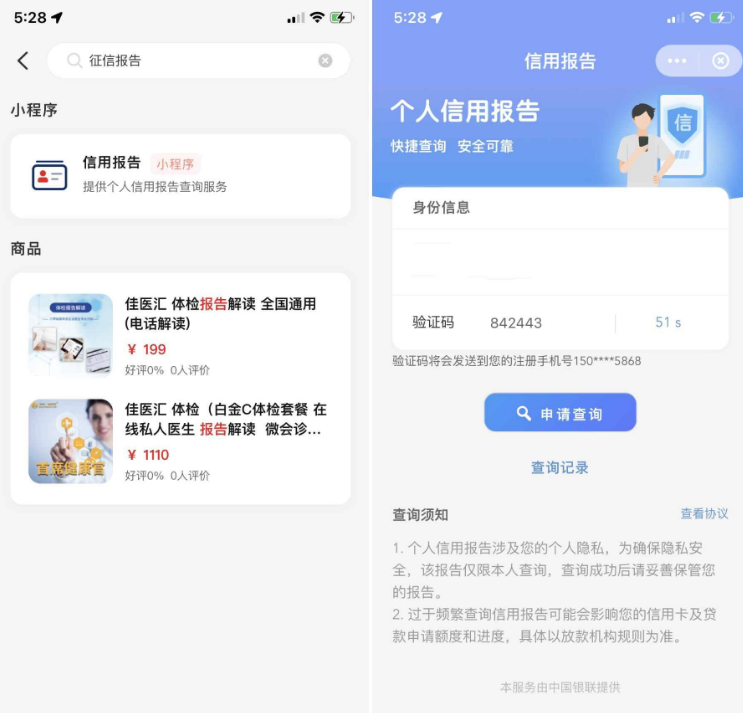 5:28
征信报告
小程序
信用报告 小程序
提供个人信用报告查询服务
商品
体检报告解读
佳医汇 体检报告解读 全国通用
(电话解读)
¥ 199
好评0% 0人评价
首席健康官
佳医汇 体检（白金C体检套餐 在
线私人医生 报告解读 微会诊...
¥ 1110
好评0% 0人评价
5:28
信用报告
个人信用报告
快捷查询 安全可靠
信
身份信息
验证码 842443 51 s
验证码将会发送到您的注册手机号150****5868
申请查询
查询记录
查询须知 查看协议
1. 个人信用报告涉及您的个人隐私，为确保隐私安
全，该报告仅限本人查询，查询成功后请妥善保管您
的报告。
2. 过于频繁查询信用报告可能会影响您的信用卡及贷
款申请额度和进度，具体以放款机构规则为准。
本服务由中国银联提供